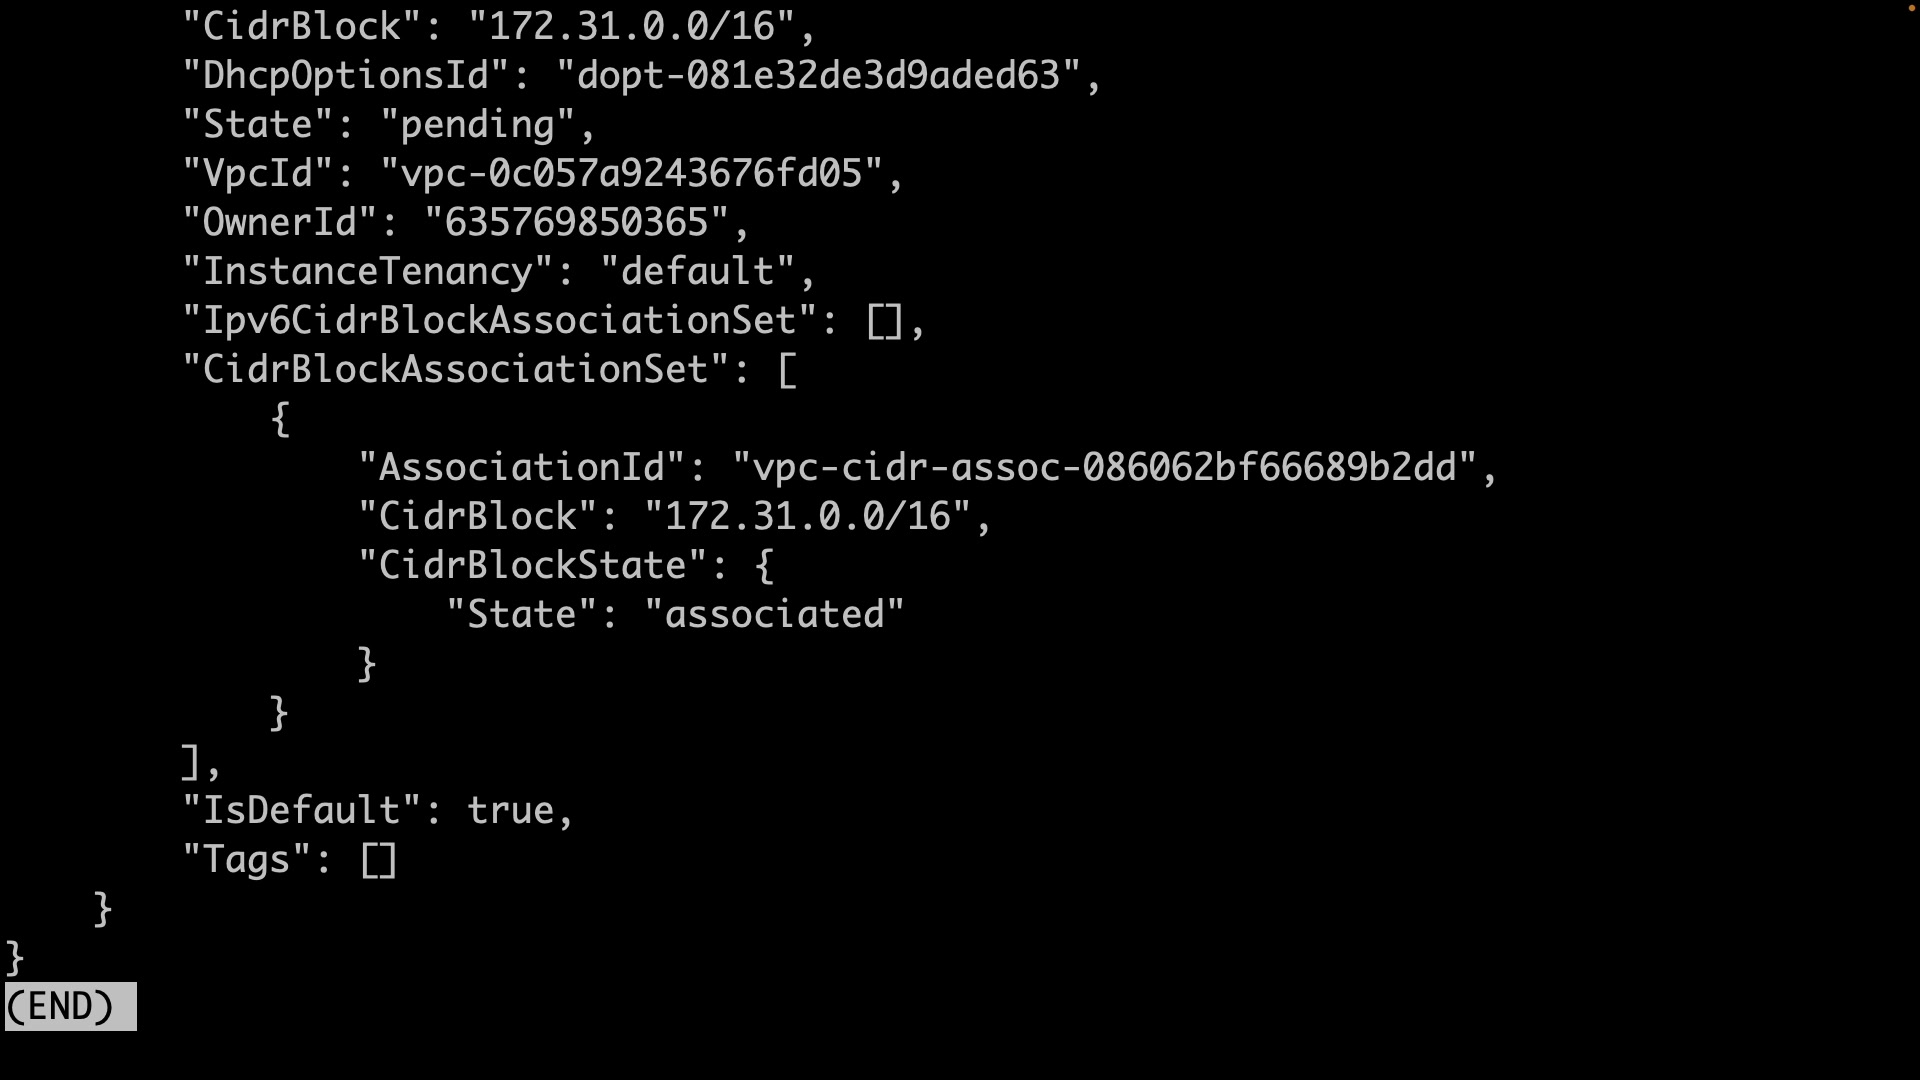 "CidrBlock": "172.31.0.0/16",
"DhcpOptionsId": "dopt-081e32de3d9aded63",
"State": "pending",
"VpcId": "vpc-0c057a9243676fd05",
"OwnerId": "635769850365",
"InstanceTenancy": "default",
"Ipv6CidrBlockAssociationSet": [],
"CidrBlockAssociationSet": [
{
"AssociationId": "vpc-cidr-assoc-086062bf66689b2dd",
"CidrBlock": "172.31.0.0/16",
"CidrBlockState": {
"State": "associated"
}
}
],
"IsDefault": true,
"Tags": []
}
}
(END)